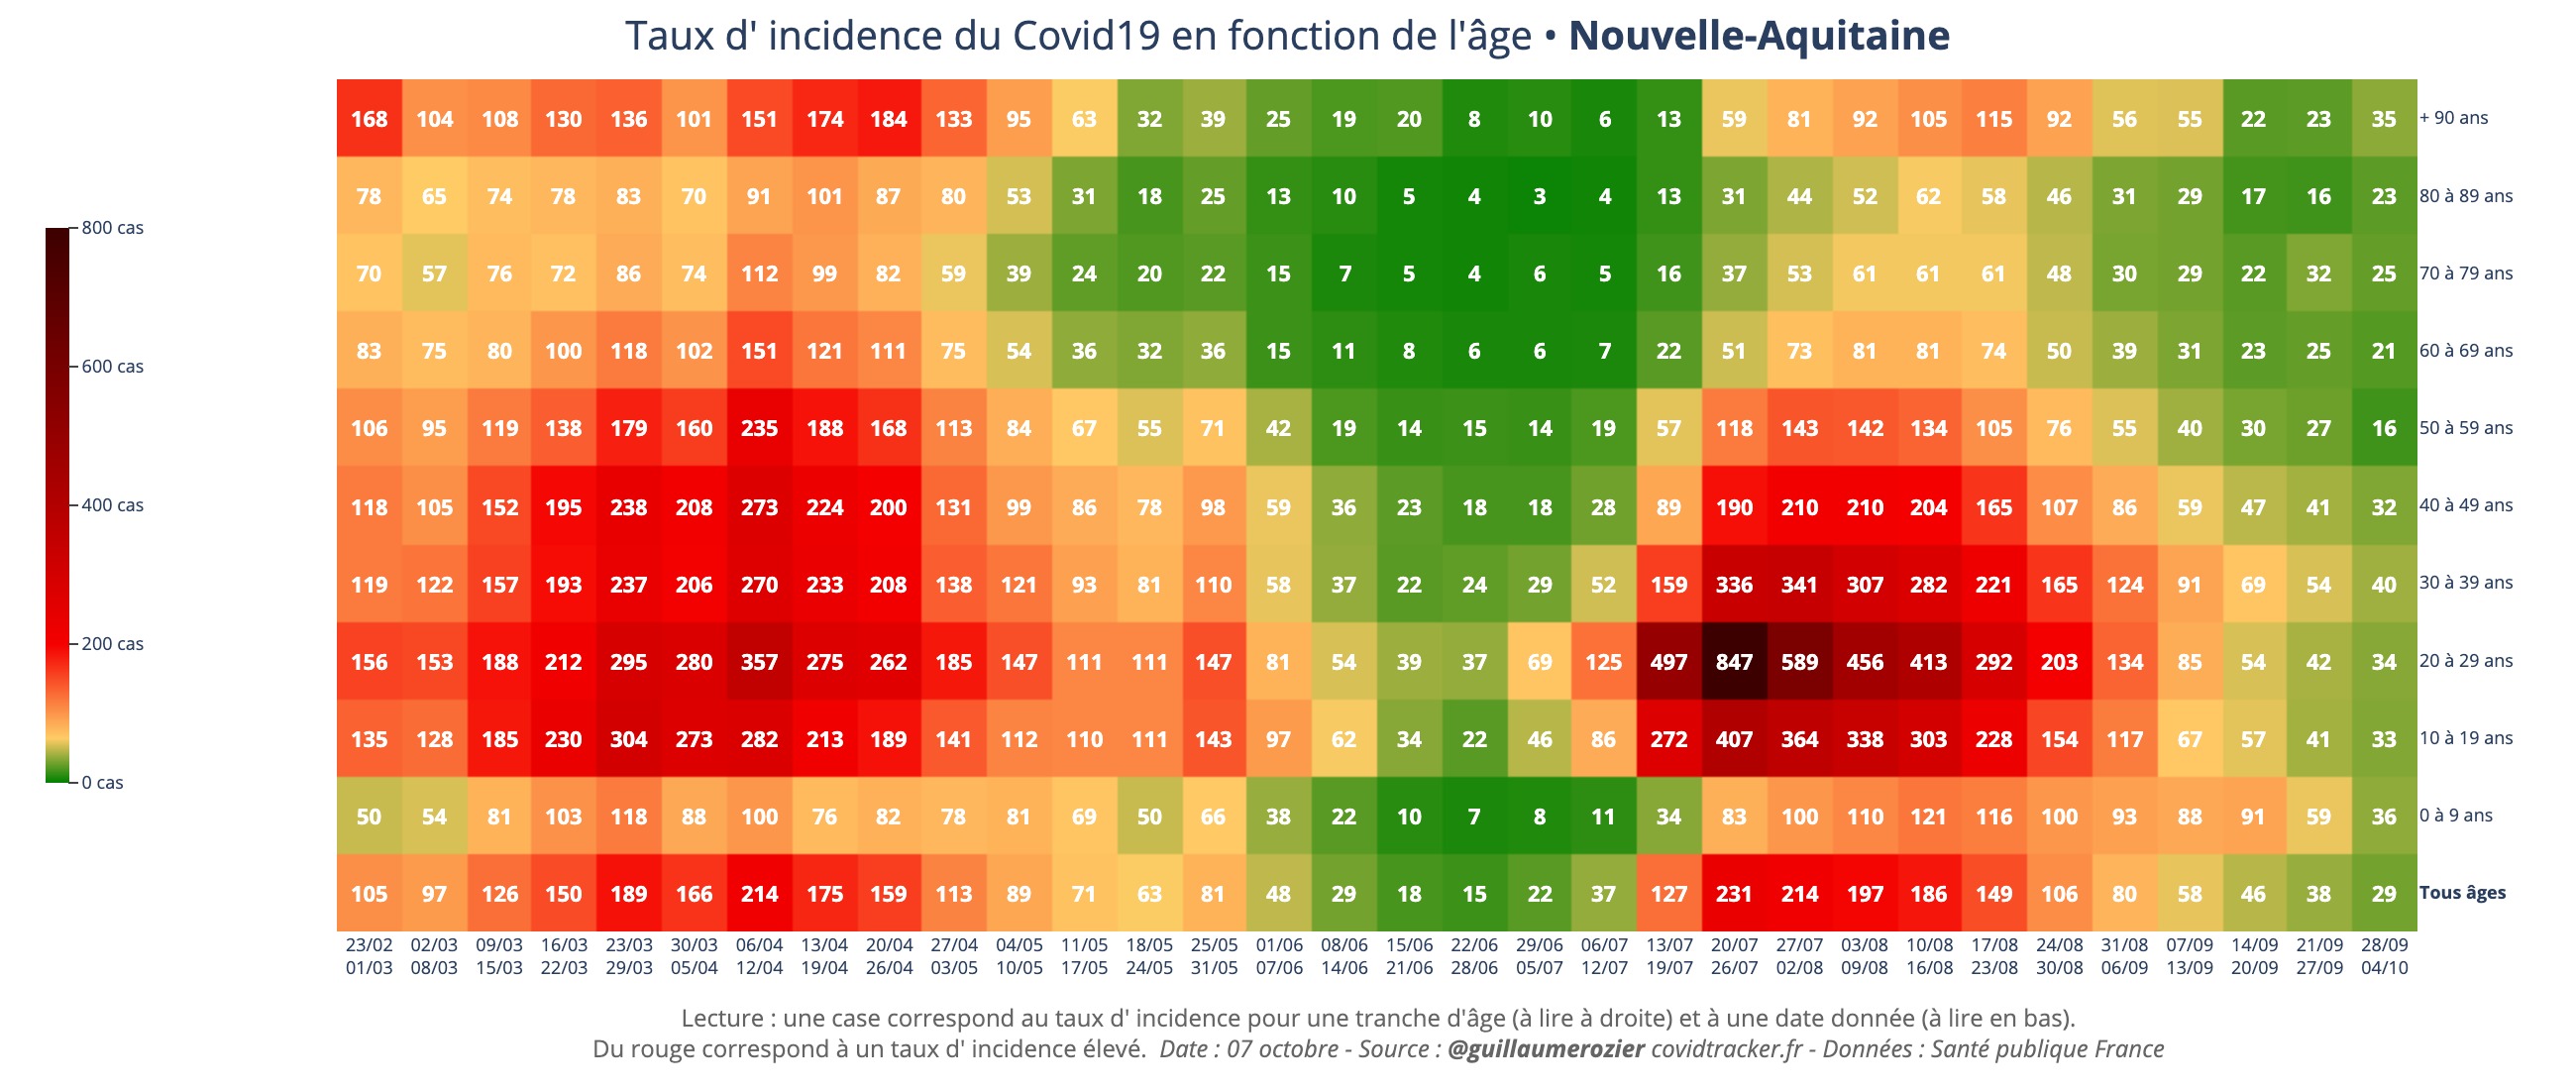 Taux d' incidence du Covid19 en fonction de l'âge • Nouvelle-Aquitaine
168 104 108 130 136 101 151 174 184 133 95 63 32 39 25 19 20 8 10 6 13 59 81 92 105 115 92 56 55 22 23 35 + 90 ans
78 65 74 78 83 70 91 101 87 80 53 31 18 25 13 10 5 4 3 4 13 31 44 52 62 58 46 31 29 17 16 23 80 à 89 ans
70 57 76 72 86 74 112 99 82 59 39 24 20 22 15 7 5 4 6 5 16 37 53 61 61 61 48 30 29 22 32 25 70 à 79 ans
83 75 80 100 118 102 151 121 111 75 54 36 32 36 15 11 8 6 6 7 22 51 73 81 81 74 50 39 31 23 25 21 60 à 69 ans
106 95 119 138 179 160 235 188 168 113 84 67 55 71 42 19 14 15 14 19 57 118 143 142 134 105 76 55 40 30 27 16 50 à 59 ans
118 105 152 195 238 208 273 224 200 131 99 86 78 98 59 36 23 18 18 28 89 190 210 210 204 165 107 86 59 47 41 32 40 à 49 ans
119 122 157 193 237 206 270 233 208 138 121 93 81 110 58 37 22 24 29 52 159 336 341 307 282 221 165 124 91 69 54 40 30 à 39 ans
156 153 188 212 295 280 357 275 262 185 147 111 111 147 81 54 39 37 69 125 497 847 589 456 413 292 203 134 85 54 42 34 20 à 29 ans
135 128 185 230 304 273 282 213 189 141 112 110 111 143 97 62 34 22 46 86 272 407 364 338 303 228 154 117 67 57 41 33 10 à 19 ans
50 54 81 103 118 88 100 76 82 78 81 69 50 66 38 22 10 7 8 11 34 83 100 110 121 116 100 93 88 91 59 36 0 à 9 ans
105 97 126 150 189 166 214 175 159 113 89 71 63 81 48 29 18 15 22 37 127 231 214 197 186 149 106 80 58 46 38 29 Tous âges
23/02 02/03 09/03 16/03 23/03 30/03 06/04 13/04 20/04 27/04 04/05 11/05 18/05 25/05 01/06 08/06 15/06 22/06 29/06 06/07 13/07 20/07 27/07 03/08 10/08 17/08 24/08 31/08 07/09 14/09 21/09 28/09
01/03 08/03 15/03 22/03 29/03 05/04 12/04 19/04 26/04 03/05 10/05 17/05 24/05 31/05 07/06 14/06 21/06 28/06 05/07 12/07 19/07 26/07 02/08 09/08 16/08 23/08 30/08 06/09 13/09 20/09 27/09 04/10
800 cas
600 cas
400 cas
200 cas
0 cas
Lecture : une case correspond au taux d' incidence pour une tranche d'âge (à lire à droite) et à une date donnée (à lire en bas).
Du rouge correspond à un taux d' incidence élevé. Date : 07 octobre - Source : @guillaumerozier covidtracker.fr - Données : Santé publique France